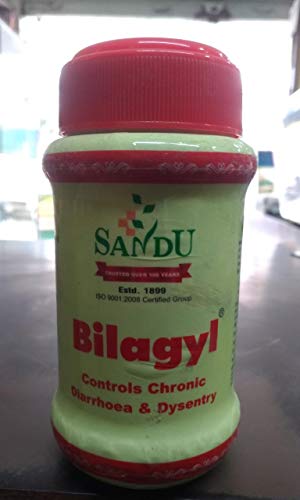 SANDU
TRUSTED OVER 100 YEARS
Estd. 1899
ISO 9001:2008 Certified Group
Bilagyl®
Controls Chronic
Diarrhoea & Dysentry